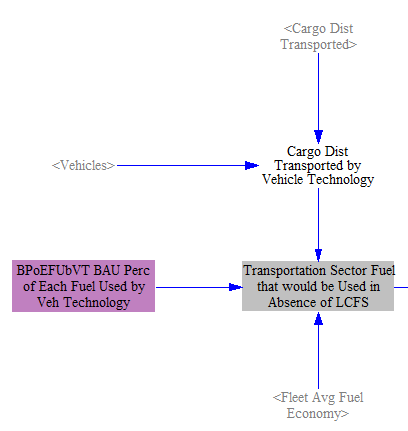 <Cargo Dist
Transported>
Cargo Dist
Transported by
Vehicle Technology
<Vehicles>
BPoEFUbVT BAU Perc
of Each Fuel Used by
Veh Technology
Transportation Sector Fuel
that would be Used in
Absence of LCFS
<Fleet Avg Fuel
Economy>